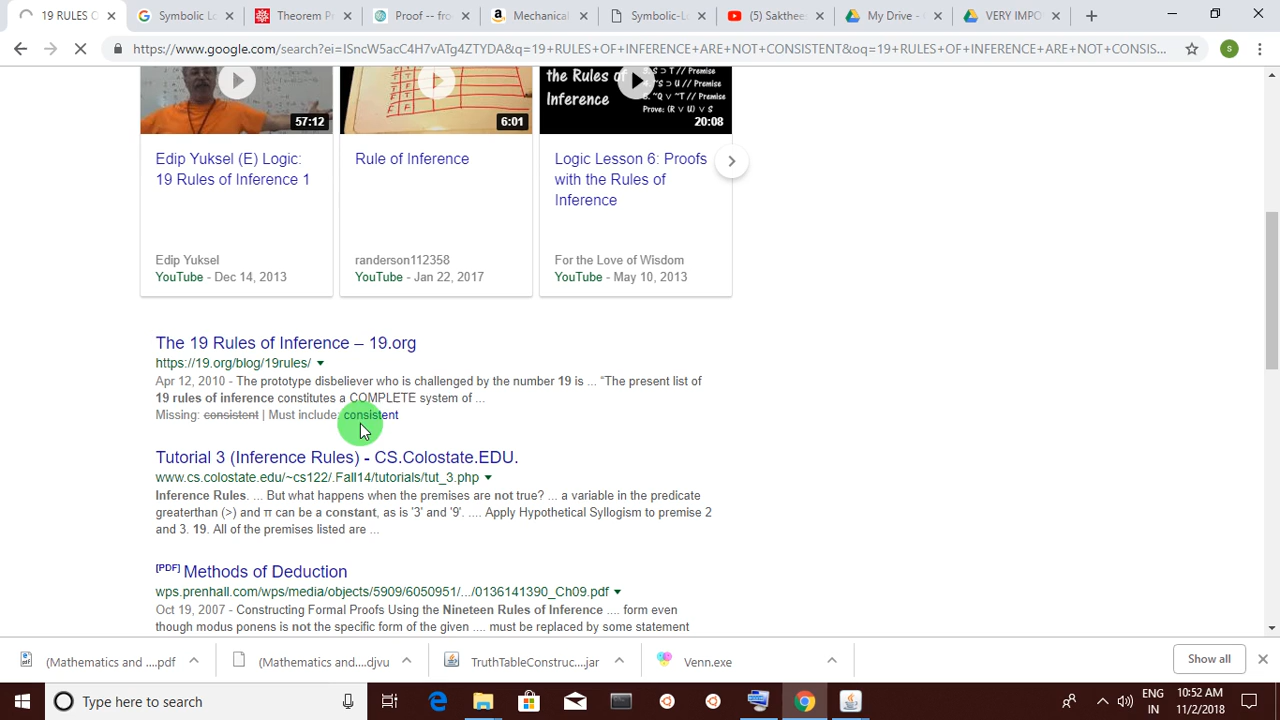 19 RULES O
Symbolic Lo
Theorem Pr
Proof -- fro
Mechanical
Symbolic-L
(5) Sakthee
My Drive -
VERY IMPO
https://www.google.com/search?ei=ISncW5acC4H7vATg4ZTYDA&q=19+RULES+OF+INFERENCE+ARE+NOT+CONSISTENT&oq=19+RULES+OF+INFERENCE+ARE+NOT+CONSIS...
S
57:12
6:01
the Rules of
Inference
S ⊃ T // Premise
~S ⊃ U // Premise
6. ~Q ∨ ~T // Premise
Prove: (R ∨ U) ∨ S
20:08
Edip Yuksel (E) Logic:
19 Rules of Inference 1
Rule of Inference
Logic Lesson 6: Proofs
with the Rules of
Inference
Edip Yuksel
YouTube - Dec 14, 2013
randerson112358
YouTube - Jan 22, 2017
For the Love of Wisdom
YouTube - May 10, 2013
The 19 Rules of Inference – 19.org
https://19.org/blog/19rules/
Apr 12, 2010 - The prototype disbeliever who is challenged by the number 19 is ... “The present list of
19 rules of inference constitutes a COMPLETE system of ...
Missing: consistent | Must include: consistent
Tutorial 3 (Inference Rules) - CS.Colostate.EDU.
www.cs.colostate.edu/~cs122/.Fall14/tutorials/tut_3.php
Inference Rules. ... But what happens when the premises are not true? ... a variable in the predicate
greaterthan (>) and π can be a constant, as is '3' and '9'. .... Apply Hypothetical Syllogism to premise 2
and 3. 19. All of the premises listed are ...
[PDF] Methods of Deduction
wps.prenhall.com/wps/media/objects/5909/6050951/.../0136141390_Ch09.pdf
Oct 19, 2007 - Constructing Formal Proofs Using the Nineteen Rules of Inference .... form even
though modus ponens is not the specific form of the given .... must be replaced by some statement
(Mathematics and ....pdf
(Mathematics and....djvu
TruthTableConstruc....jar
Venn.exe
Show all
Type here to search
ENG
IN
10:52 AM
11/2/2018